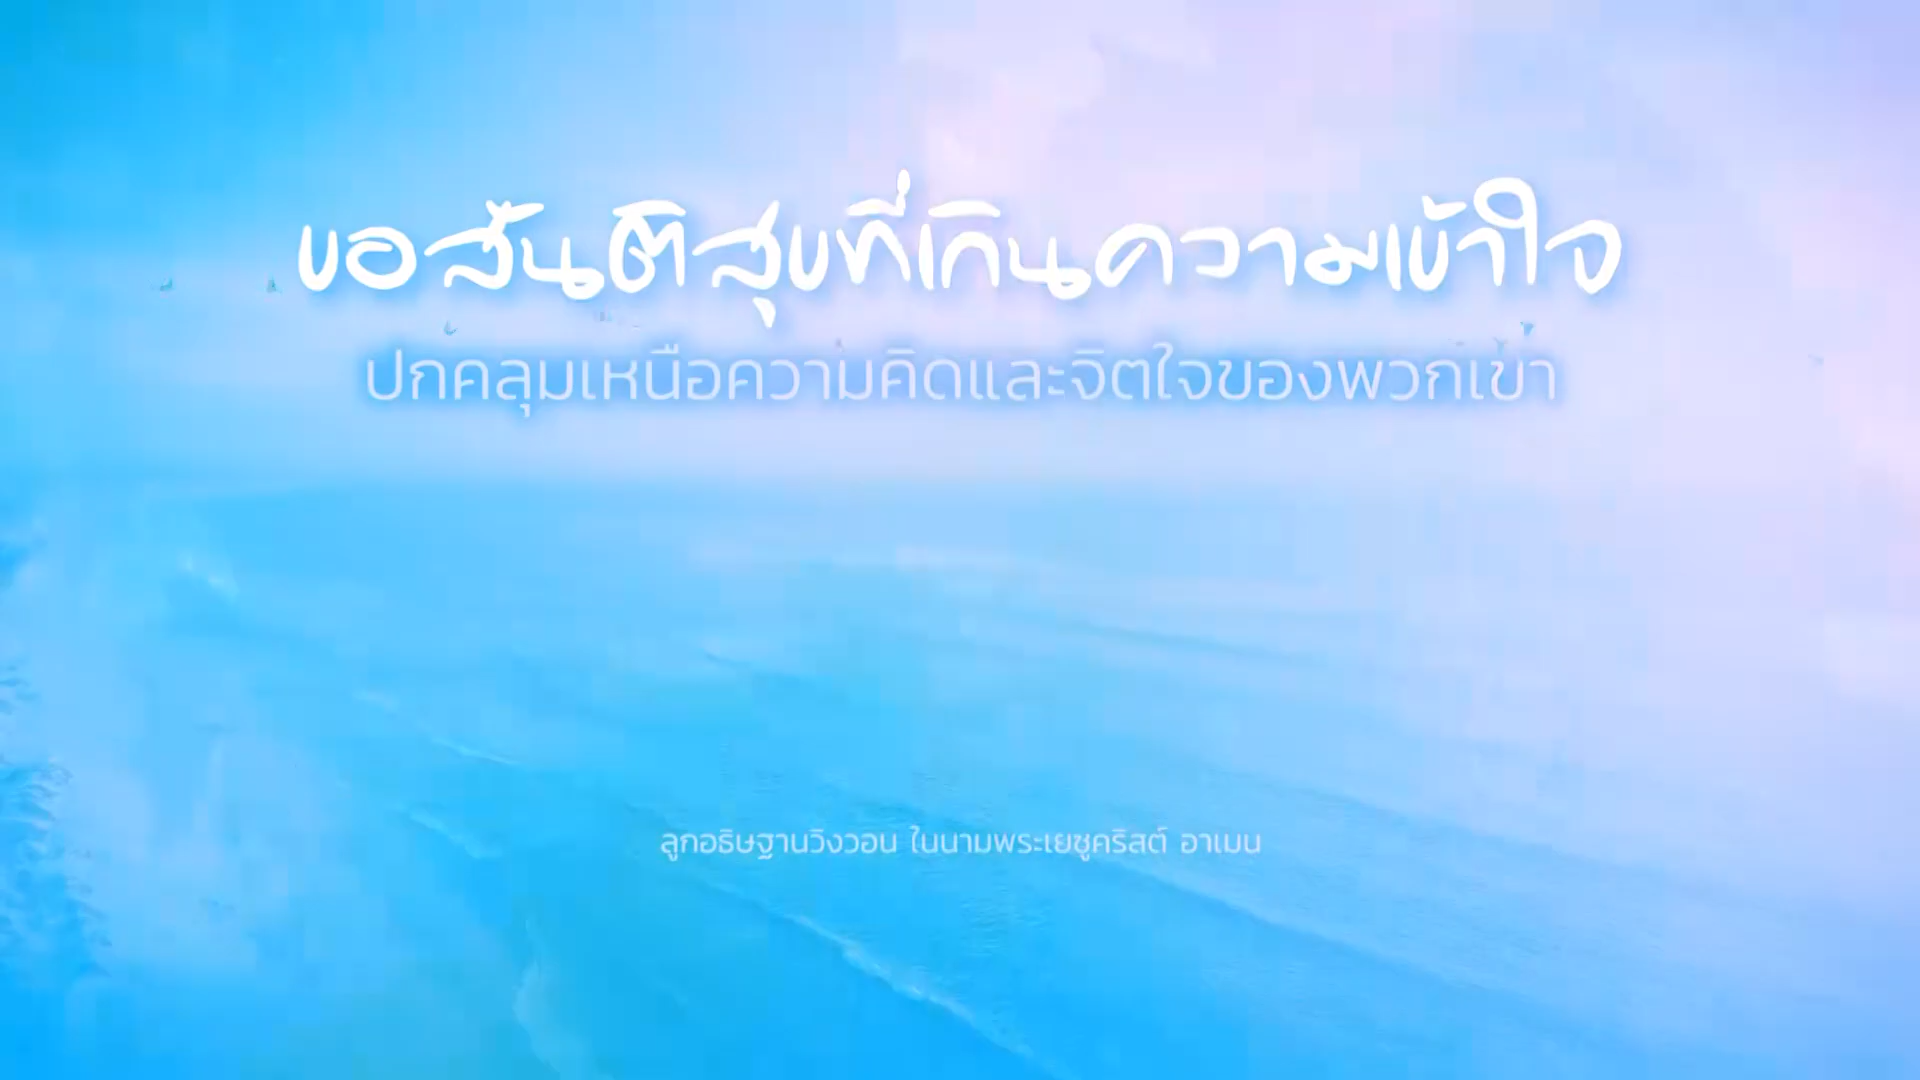 ขอสันติสุขที่เกินความเข้าใจ
ปกคลุมเหนือความคิดและจิตใจของพวกเขา
ลูกอธิษฐานวิงวอน ในนามพระเยซูคริสต์ อาเมน